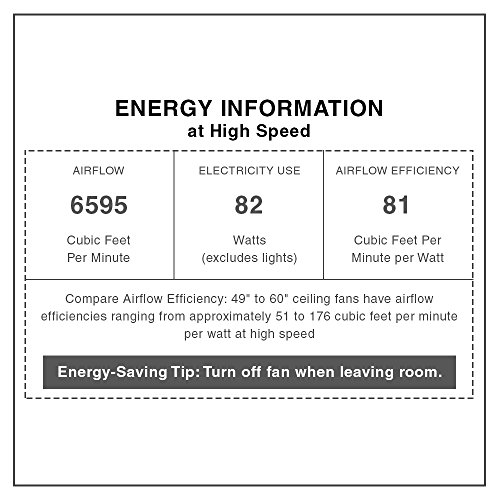 ENERGY INFORMATION
at High Speed
AIRFLOW
6595
Cubic Feet
Per Minute
ELECTRICITY USE
82
Watts
(excludes lights)
AIRFLOW EFFICIENCY
81
Cubic Feet Per
Minute per Watt
Compare Airflow Efficiency: 49" to 60" ceiling fans have airflow
efficiencies ranging from approximately 51 to 176 cubic feet per minute
per watt at high speed
Energy-Saving Tip: Turn off fan when leaving room.